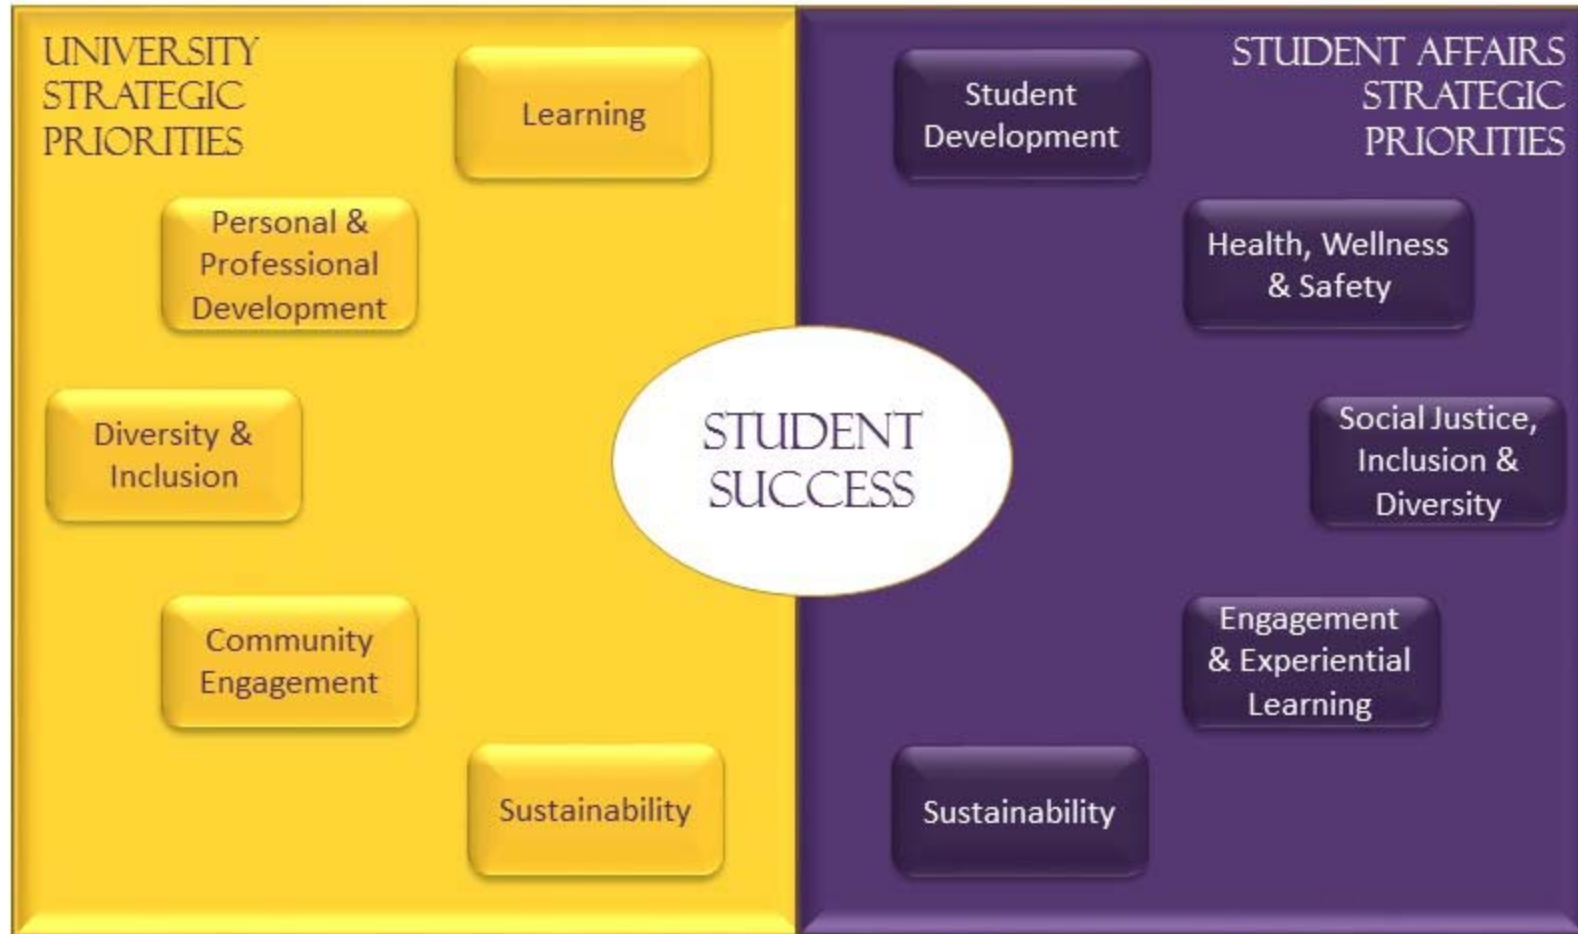 UNIVERSITY
STRATEGIC
PRIORITIES
Learning
Personal &
Professional
Development
Diversity &
Inclusion
Community
Engagement
Sustainability
STUDENT
SUCCESS
STUDENT AFFAIRS
STRATEGIC
PRIORITIES
Student
Development
Health, Wellness
& Safety
Social Justice,
Inclusion &
Diversity
Engagement
& Experiential
Learning
Sustainability